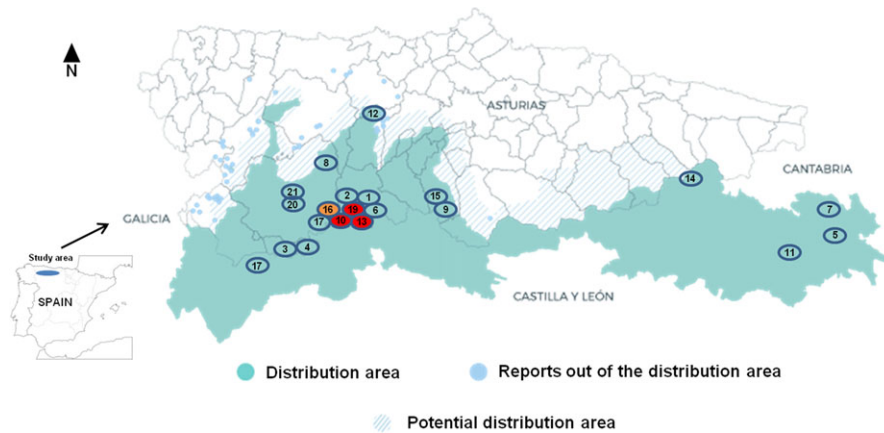 N
ASTURIAS
12
8
CANTABRIA
14
21
20
2
1
15
16
19
6
9
7
GALICIA
17
10
13
5
3
4
11
17
Study area
SPAIN
CASTILLA Y LEÓN
Distribution area
Reports out of the distribution area
Potential distribution area